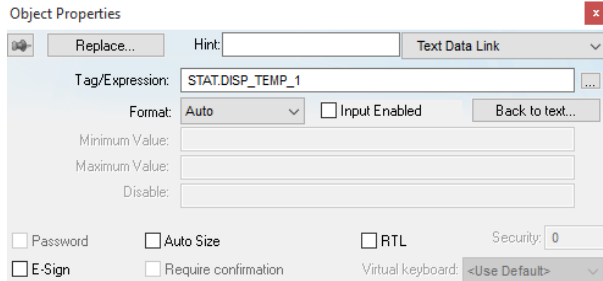 Object Properties x
Replace... Hint: Text Data Link
Tag/Expression: STAT.DISP_TEMP_1 ...
Format: Auto Input Enabled Back to text...
Minimum Value:
Maximum Value:
Disable:
Password Auto Size RTL Security: 0
E-Sign Require confirmation Virtual keyboard: <Use Default>